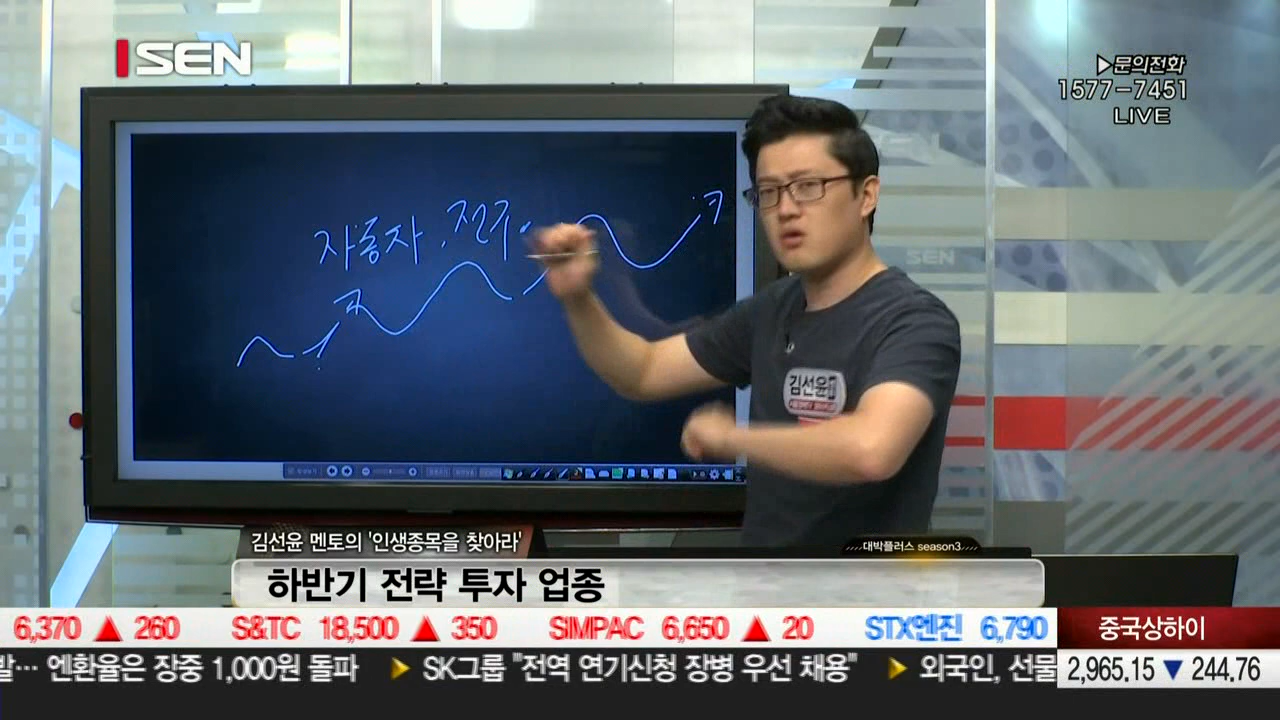 SEN
▶문의전화
1577-7451
LIVE
자동차
SEN
김선윤
김선윤 멘토의 '인생종목을 찾아라'
대박플러스 season3
하반기 전략 투자 업종
6,370 ▲ 260 S&TC 18,500 ▲ 350 SIMPAC 6,650 ▲ 20 STX엔진 6,790
중국상하이
발… 엔환율은 장중 1,000원 돌파 ▶ SK그룹 "전역 연기신청 장병 우선 채용" ▶ 외국인, 선물
2,965.15 ▼ 244.76